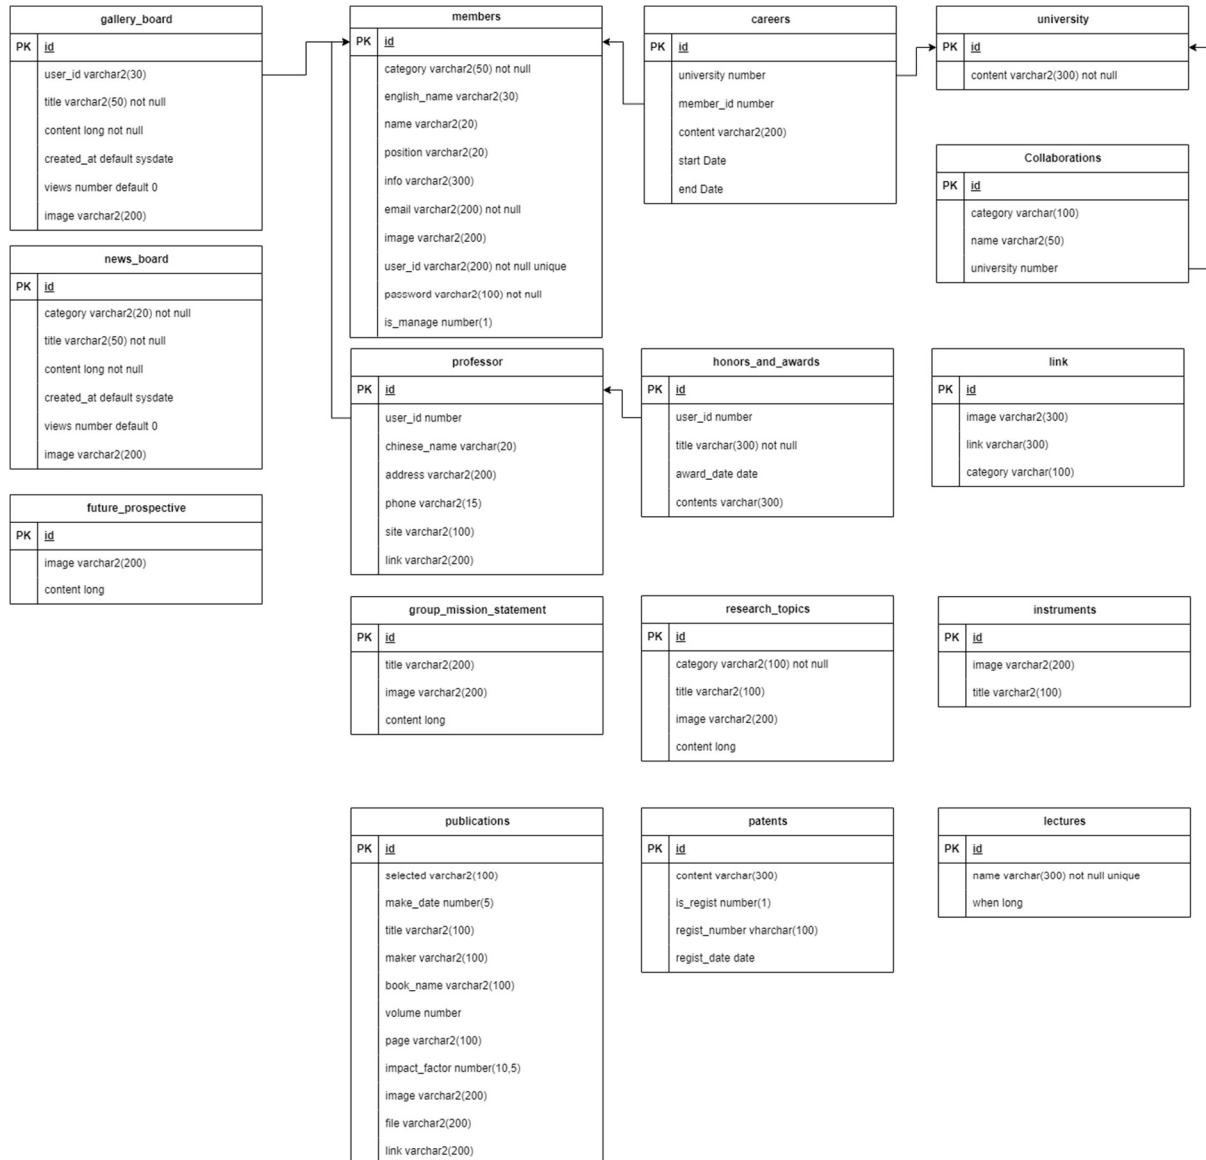 gallery_board
PK id
user_id varchar2(30)
title varchar2(50) not null
content long not null
created_at default sysdate
views number default 0
image varchar2(200)
members
PK id
category varchar2(50) not null
english_name varchar2(30)
name varchar2(20)
position varchar2(20)
info varchar2(300)
email varchar2(200) not null
image varchar2(200)
user_id varchar2(200) not null unique
password varchar2(100) not null
is_manage number(1)
careers
PK id
university number
member_id number
content varchar2(200)
start Date
end Date
university
PK id
content varchar2(300) not null
Collaborations
PK id
category varchar(100)
name varchar2(50)
university number
news_board
PK id
category varchar2(20) not null
title varchar2(50) not null
content long not null
created_at default sysdate
views number default 0
image varchar2(200)
professor
PK id
user_id number
chinese_name varchar(20)
address varchar2(200)
phone varchar2(15)
site varchar2(100)
link varchar2(200)
honors_and_awards
PK id
user_id number
title varchar(300) not null
award_date date
contents varchar(300)
link
PK id
image varchar2(300)
link varchar(300)
category varchar(100)
future_prospective
PK id
image varchar2(200)
content long
group_mission_statement
PK id
title varchar2(200)
image varchar2(200)
content long
research_topics
PK id
category varchar2(100) not null
title varchar2(100)
image varchar2(200)
content long
instruments
PK id
image varchar2(200)
title varchar2(100)
publications
PK id
selected varchar2(100)
make_date number(5)
title varchar2(100)
maker varchar2(100)
book_name varchar2(100)
volume number
page varchar2(100)
impact_factor number(10,5)
image varchar2(200)
file varchar2(200)
link varchar2(200)
patents
PK id
content varchar(300)
is_regist number(1)
regist_number vharchar(100)
regist_date date
lectures
PK id
name varchar(300) not null unique
when long